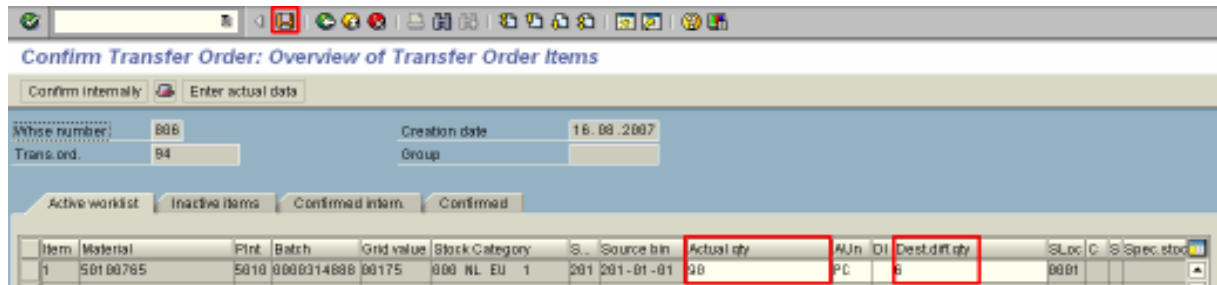 Confirm Transfer Order: Overview of Transfer Order Items
Confirm internally Enter actual data
Whse number 006 Creation date 16.08.2007
Trans.ord. 94 Group
Active worklist Inactive items Confirmed intern. Confirmed
Item Material Plnt Batch Grid value Stock Category S.. Source bin Actual qty AUn DI Dest.diff.qty SLoc C S Spec.stoc
1 50100765 5010 00175 000 NL EU 1 201 201-01-01 90 PC 6 0001